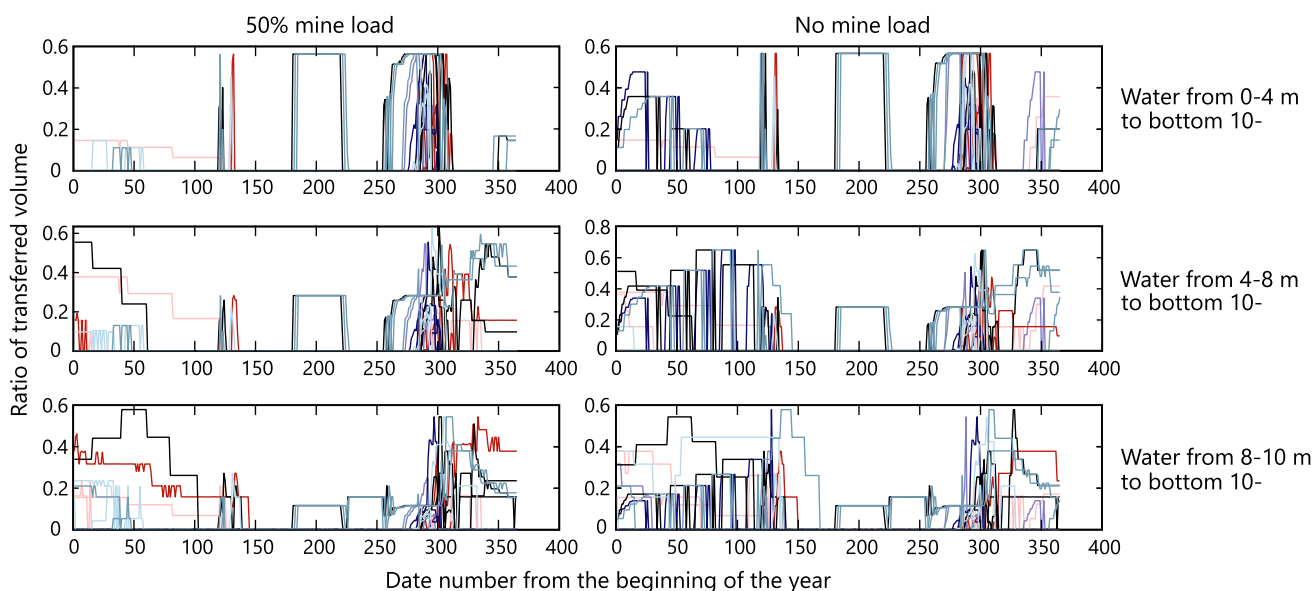 50% mine load
No mine load
Ratio of transferred volume
0.6
0.4
0.2
0
0 50 100 150 200 250 300 350 400
0.6
0.4
0.2
0
0 50 100 150 200 250 300 350 400
Water from 0-4 m
to bottom 10-
0.6
0.4
0.2
0
0 50 100 150 200 250 300 350 400
0.8
0.6
0.4
0.2
0
0 50 100 150 200 250 300 350 400
Water from 4-8 m
to bottom 10-
0.6
0.4
0.2
0
0 50 100 150 200 250 300 350 400
0.6
0.4
0.2
0
0 50 100 150 200 250 300 350 400
Water from 8-10 m
to bottom 10-
Date number from the beginning of the year